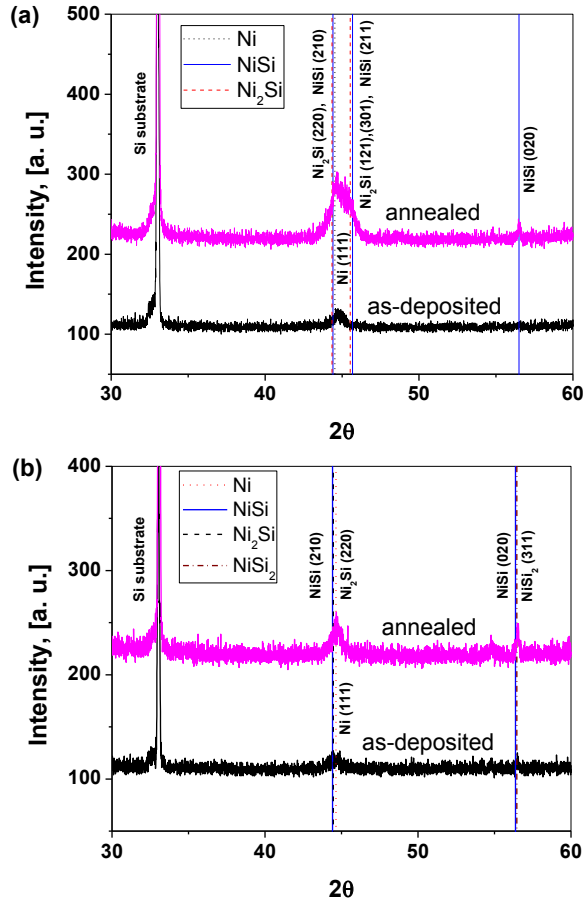 (a)
500
400
300
200
100
Intensity, [a. u.]
Ni
NiSi
Ni₂Si
Si substrate
Ni₂Si (220), NiSi (210)
Ni₂Si (121),(301), NiSi (211)
NiSi (020)
annealed
Ni (111)
as-deposited
30
40
50
60
2θ
(b)
400
300
200
100
Intensity, [a. u.]
Ni
NiSi
Ni₂Si
NiSi₂
Si substrate
NiSi (210)
Ni₂Si (220)
NiSi (020)
NiSi₂ (311)
annealed
Ni (111)
as-deposited
30
40
50
60
2θ